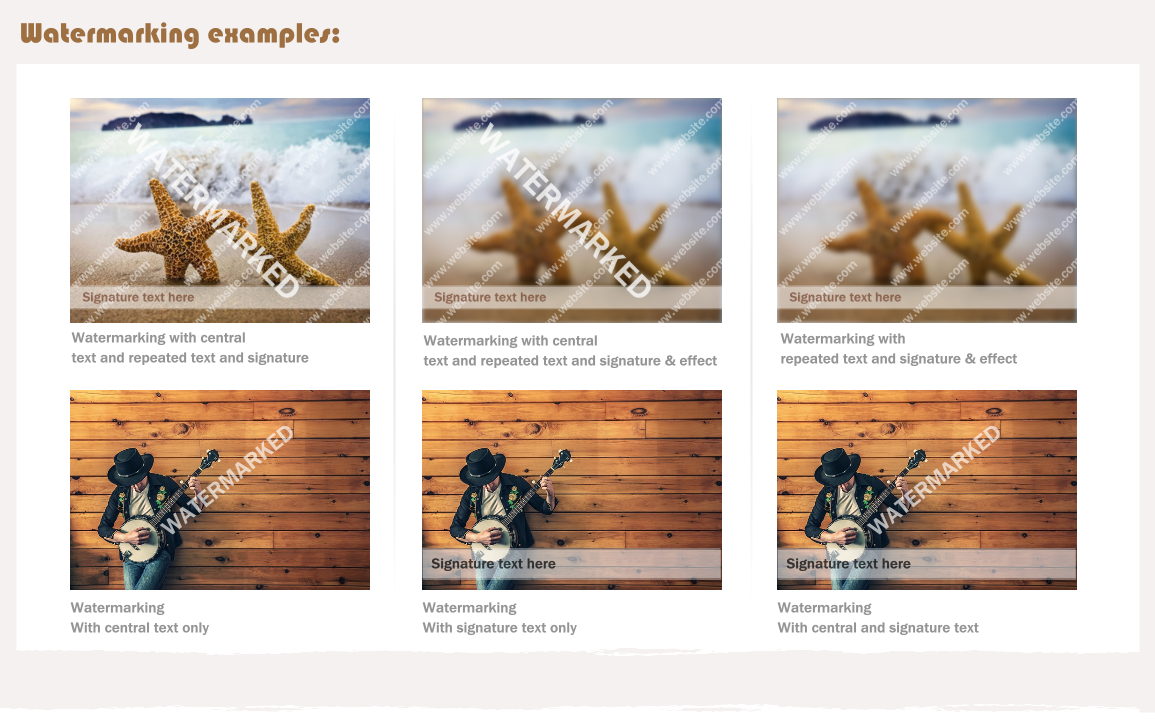 Watermarking examples:
www.website.com
WATERMARKED
Signature text here
Watermarking with central
text and repeated text and signature
www.website.com
WATERMARKED
Signature text here
Watermarking with central
text and repeated text and signature & effect
www.website.com
Signature text here
Watermarking with
repeated text and signature & effect
WATERMARKED
Watermarking
With central text only
Signature text here
Watermarking
With signature text only
WATERMARKED
Signature text here
Watermarking
With central and signature text